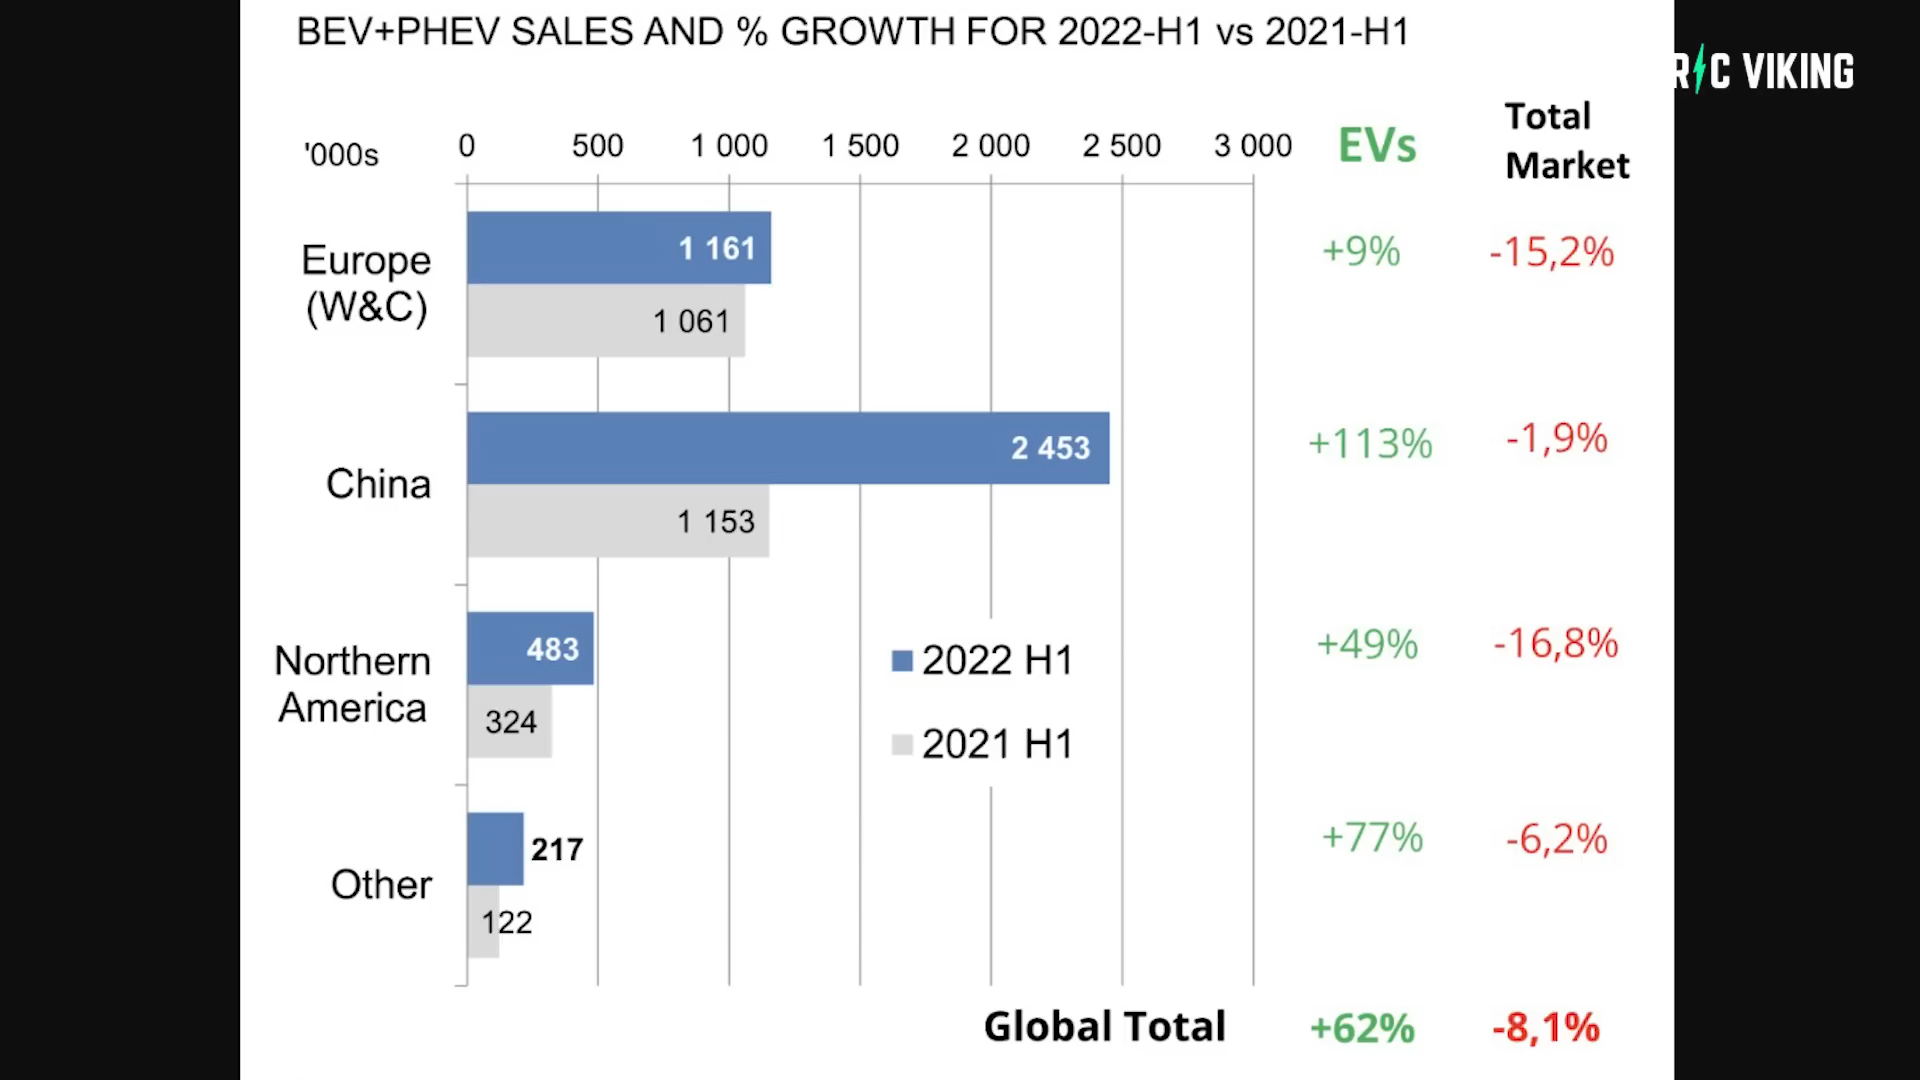 BEV+PHEV SALES AND % GROWTH FOR 2022-H1 vs 2021-H1
R⚡C VIKING
'000s 0 500 1 000 1 500 2 000 2 500 3 000 EVs Total Market
Europe (W&C) 1 161 +9% -15,2%
1 061
China 2 453 +113% -1,9%
1 153
Northern America 483 +49% -16,8%
324
2022 H1
2021 H1
Other 217 +77% -6,2%
122
Global Total +62% -8,1%